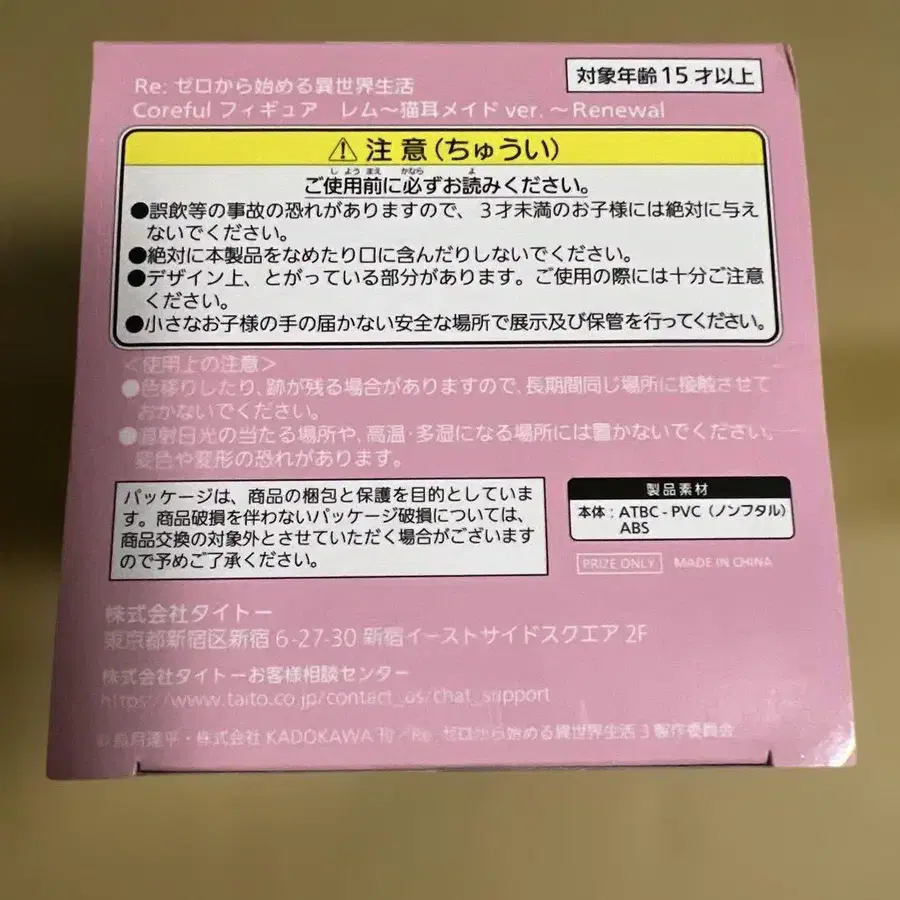 対象年齢15才以上
Re: ゼロから始める異世界生活
Coreful フィギュア レム～猫耳メイド ver. ～Renewal
⚠ 注意(ちゅうい)
ご使用前に必ずお読みください。
しようまえ かなら よ
●誤飲等の事故の恐れがありますので、3才未満のお子様には絶対に与え
ないでください。
●絶対に本製品をなめたり口に含んだりしないでください。
●デザイン上、とがっている部分があります。ご使用の際には十分ご注意
ください。
●小さなお子様の手の届かない安全な場所で展示及び保管を行ってください。
＜使用上の注意＞
●色移りしたり、跡が残る場合がありますので、長期間同じ場所に接触させて
おかないでください。
●直射日光の当たる場所や、高温・多湿になる場所には置かないでください。
変色や変形の恐れがあります。
パッケージは、商品の梱包と保護を目的としていま
す。商品破損を伴わないパッケージ破損については、
商品交換の対象外とさせていただく場合がございます
ので予めご了承ください。
製品素材
本体：ATBC-PVC（ノンフタル）
ABS
PRIZE ONLY MADE IN CHINA
株式会社タイトー
東京都新宿区新宿 6-27-30 新宿イーストサイドスクエア 2F
株式会社タイトーお客様相談センター
https://www.taito.co.jp/contact_us/chat_support
©長月達平・株式会社KADOKAWA刊／Re: ゼロから始める異世界生活3製作委員会